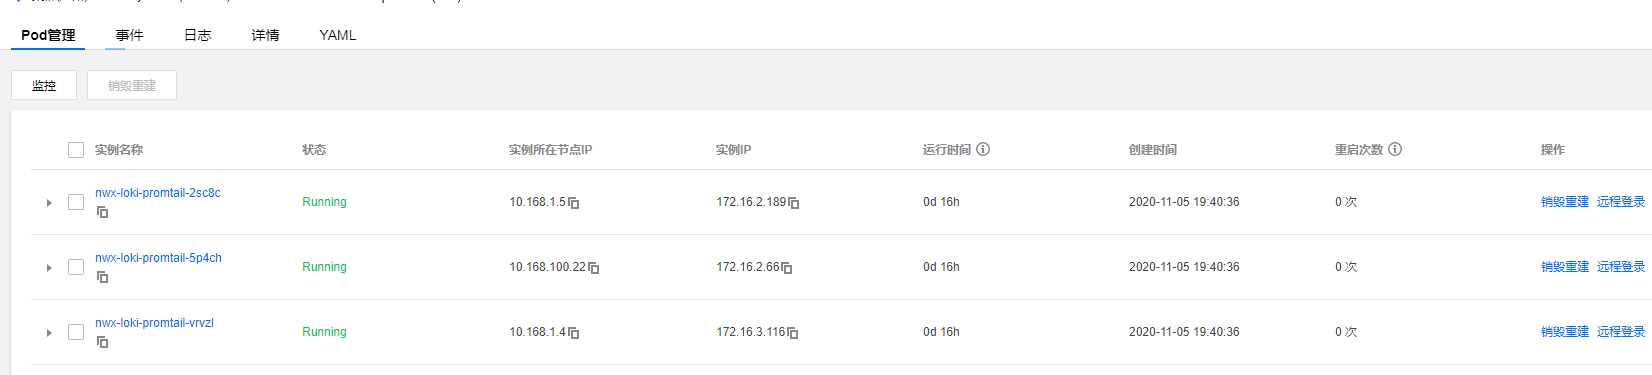 Pod管理 事件 日志 详情 YAML
监控 销毁重建
实例名称 状态 实例所在节点IP 实例IP 运行时间 创建时间 重启次数 操作
nwx-loki-promtail-2sc8c Running 10.168.1.5 172.16.2.189 0d 16h 2020-11-05 19:40:36 0 次 销毁重建 远程登录
nwx-loki-promtail-5p4ch Running 10.168.100.22 172.16.2.66 0d 16h 2020-11-05 19:40:36 0 次 销毁重建 远程登录
nwx-loki-promtail-vrvzl Running 10.168.1.4 172.16.3.116 0d 16h 2020-11-05 19:40:36 0 次 销毁重建 远程登录